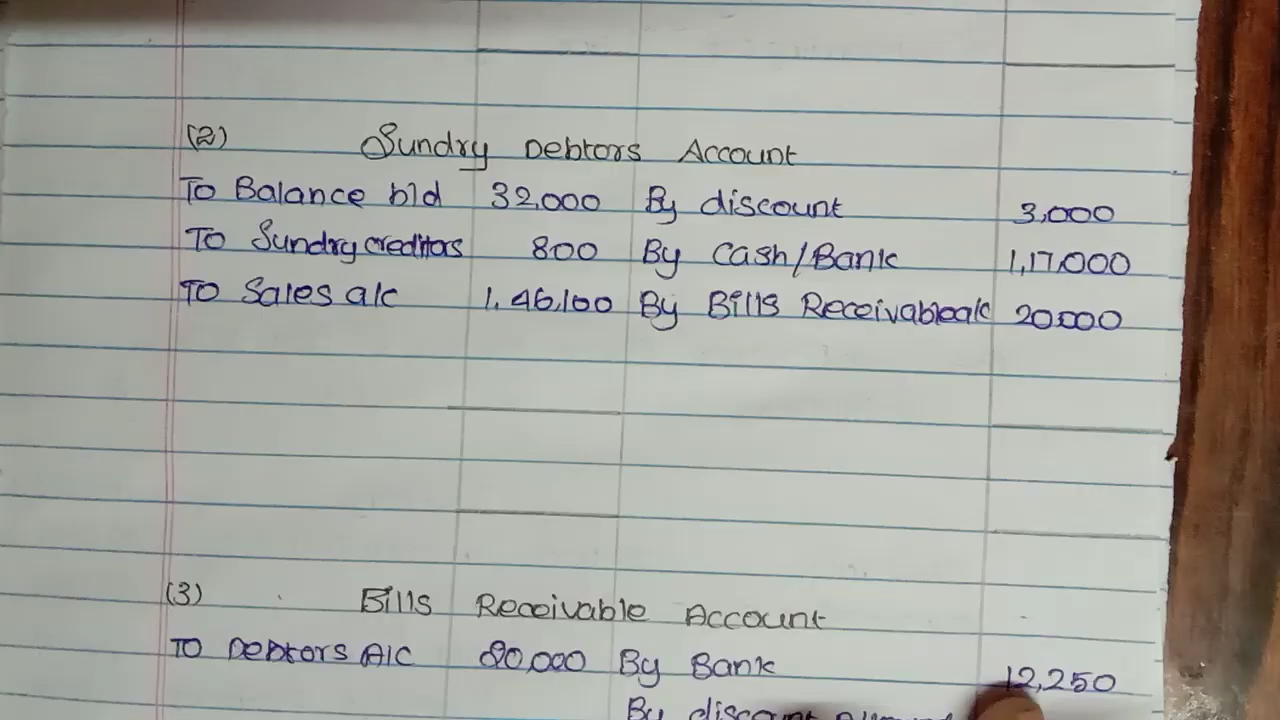 (2) Sundry Debtors Account
To Balance b/d 32,000 By discount 3,000
To Sundry creditors 800 By Cash/Bank 1,17,000
To Sales a/c 1,46,100 By Bills Receivable a/c 20,000
(3) Bills Receivable Account
To Debtors A/C 20,000 By Bank 12,250
By discount